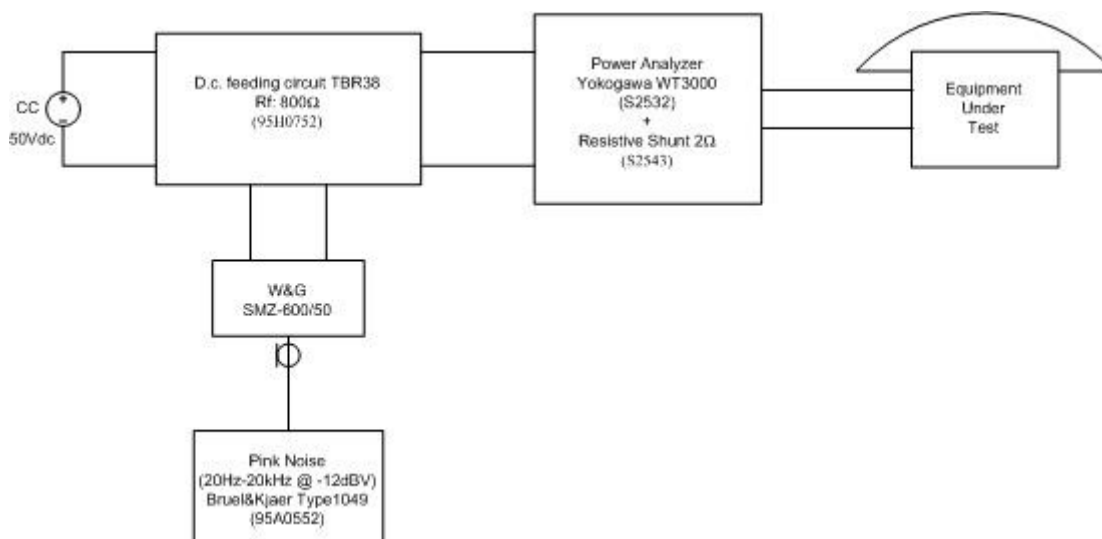 CC
+
−
50Vdc
D.c. feeding circuit TBR38
Rf: 800Ω
(95H0752)
Power Analyzer
Yokogawa WT3000
(S2532)
+
Resistive Shunt 2Ω
(S2543)
Equipment
Under
Test
W&G
SMZ-600/50
Pink Noise
(20Hz-20kHz @ -12dBV)
Bruel&Kjaer Type1049
(95A0552)